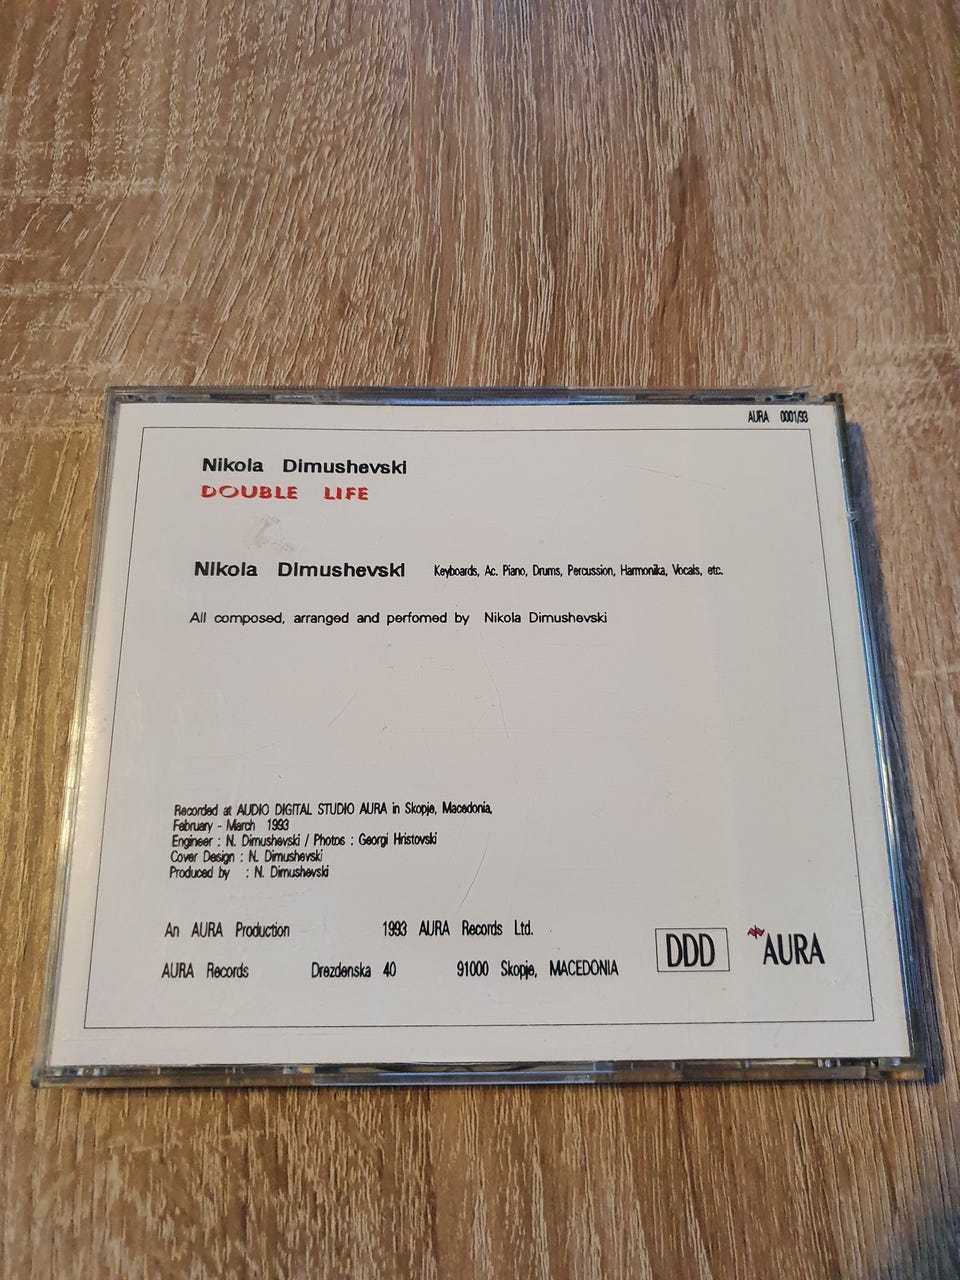 AURA 0001/93
Nikola Dimushevski
DOUBLE LIFE
Nikola Dimushevski Keyboards, Ac. Piano, Drums, Percussion, Harmonika, Vocals, etc.
All composed, arranged and perfomed by Nikola Dimushevski
Recorded at AUDIO DIGITAL STUDIO AURA in Skopje, Macedonia,
February - March 1993
Engineer : N. Dimushevski / Photos : Georgi Hristovski
Cover Design : N. Dimushevski
Produced by : N. Dimushevski
An AURA Production 1993 AURA Records Ltd.
AURA Records Drezdenska 40 91000 Skopje, MACEDONIA
DDD AURA